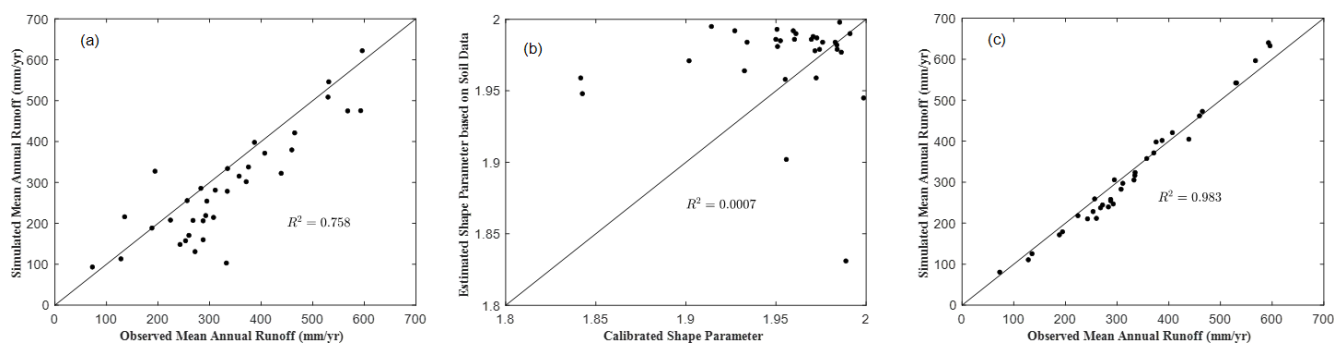 (a)
Simulated Mean Annual Runoff (mm/yr)
700
600
500
400
300
200
100
0
R² = 0.758
0 100 200 300 400 500 600 700
Observed Mean Annual Runoff (mm/yr)
(b)
Estimated Shape Parameter based on Soil Data
2
1.95
1.9
1.85
1.8
R² = 0.0007
1.8 1.85 1.9 1.95 2
Calibrated Shape Parameter
(c)
Simulated Mean Annual Runoff (mm/yr)
700
600
500
400
300
200
100
0
R² = 0.983
0 100 200 300 400 500 600 700
Observed Mean Annual Runoff (mm/yr)